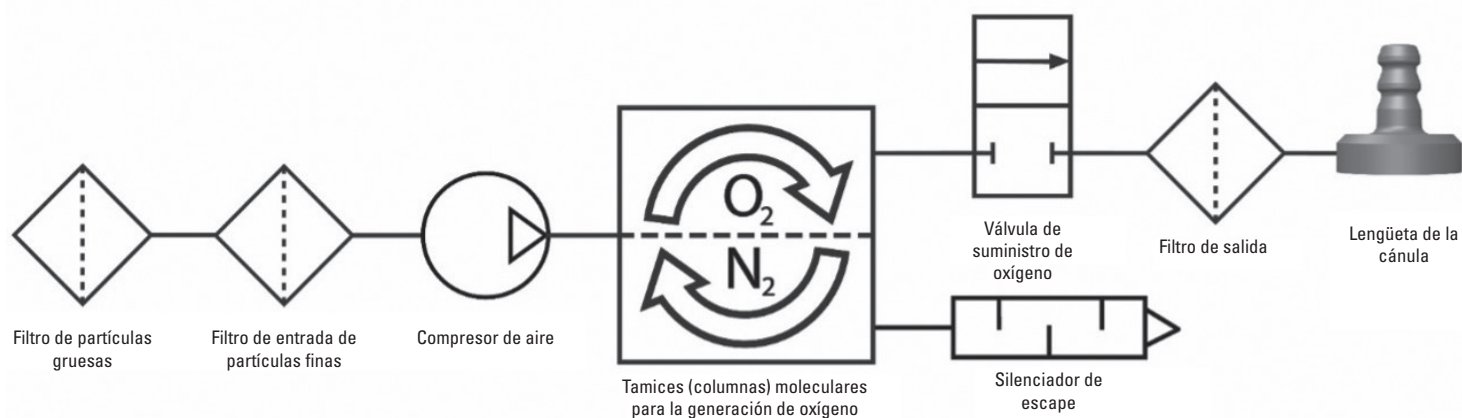 Filtro de partículas
gruesas
Filtro de entrada de
partículas finas
Compresor de aire
O2
N2
Tamices (columnas) moleculares
para la generación de oxígeno
Válvula de
suministro de
oxígeno
Filtro de salida
Lengüeta de la
cánula
Silenciador de
escape